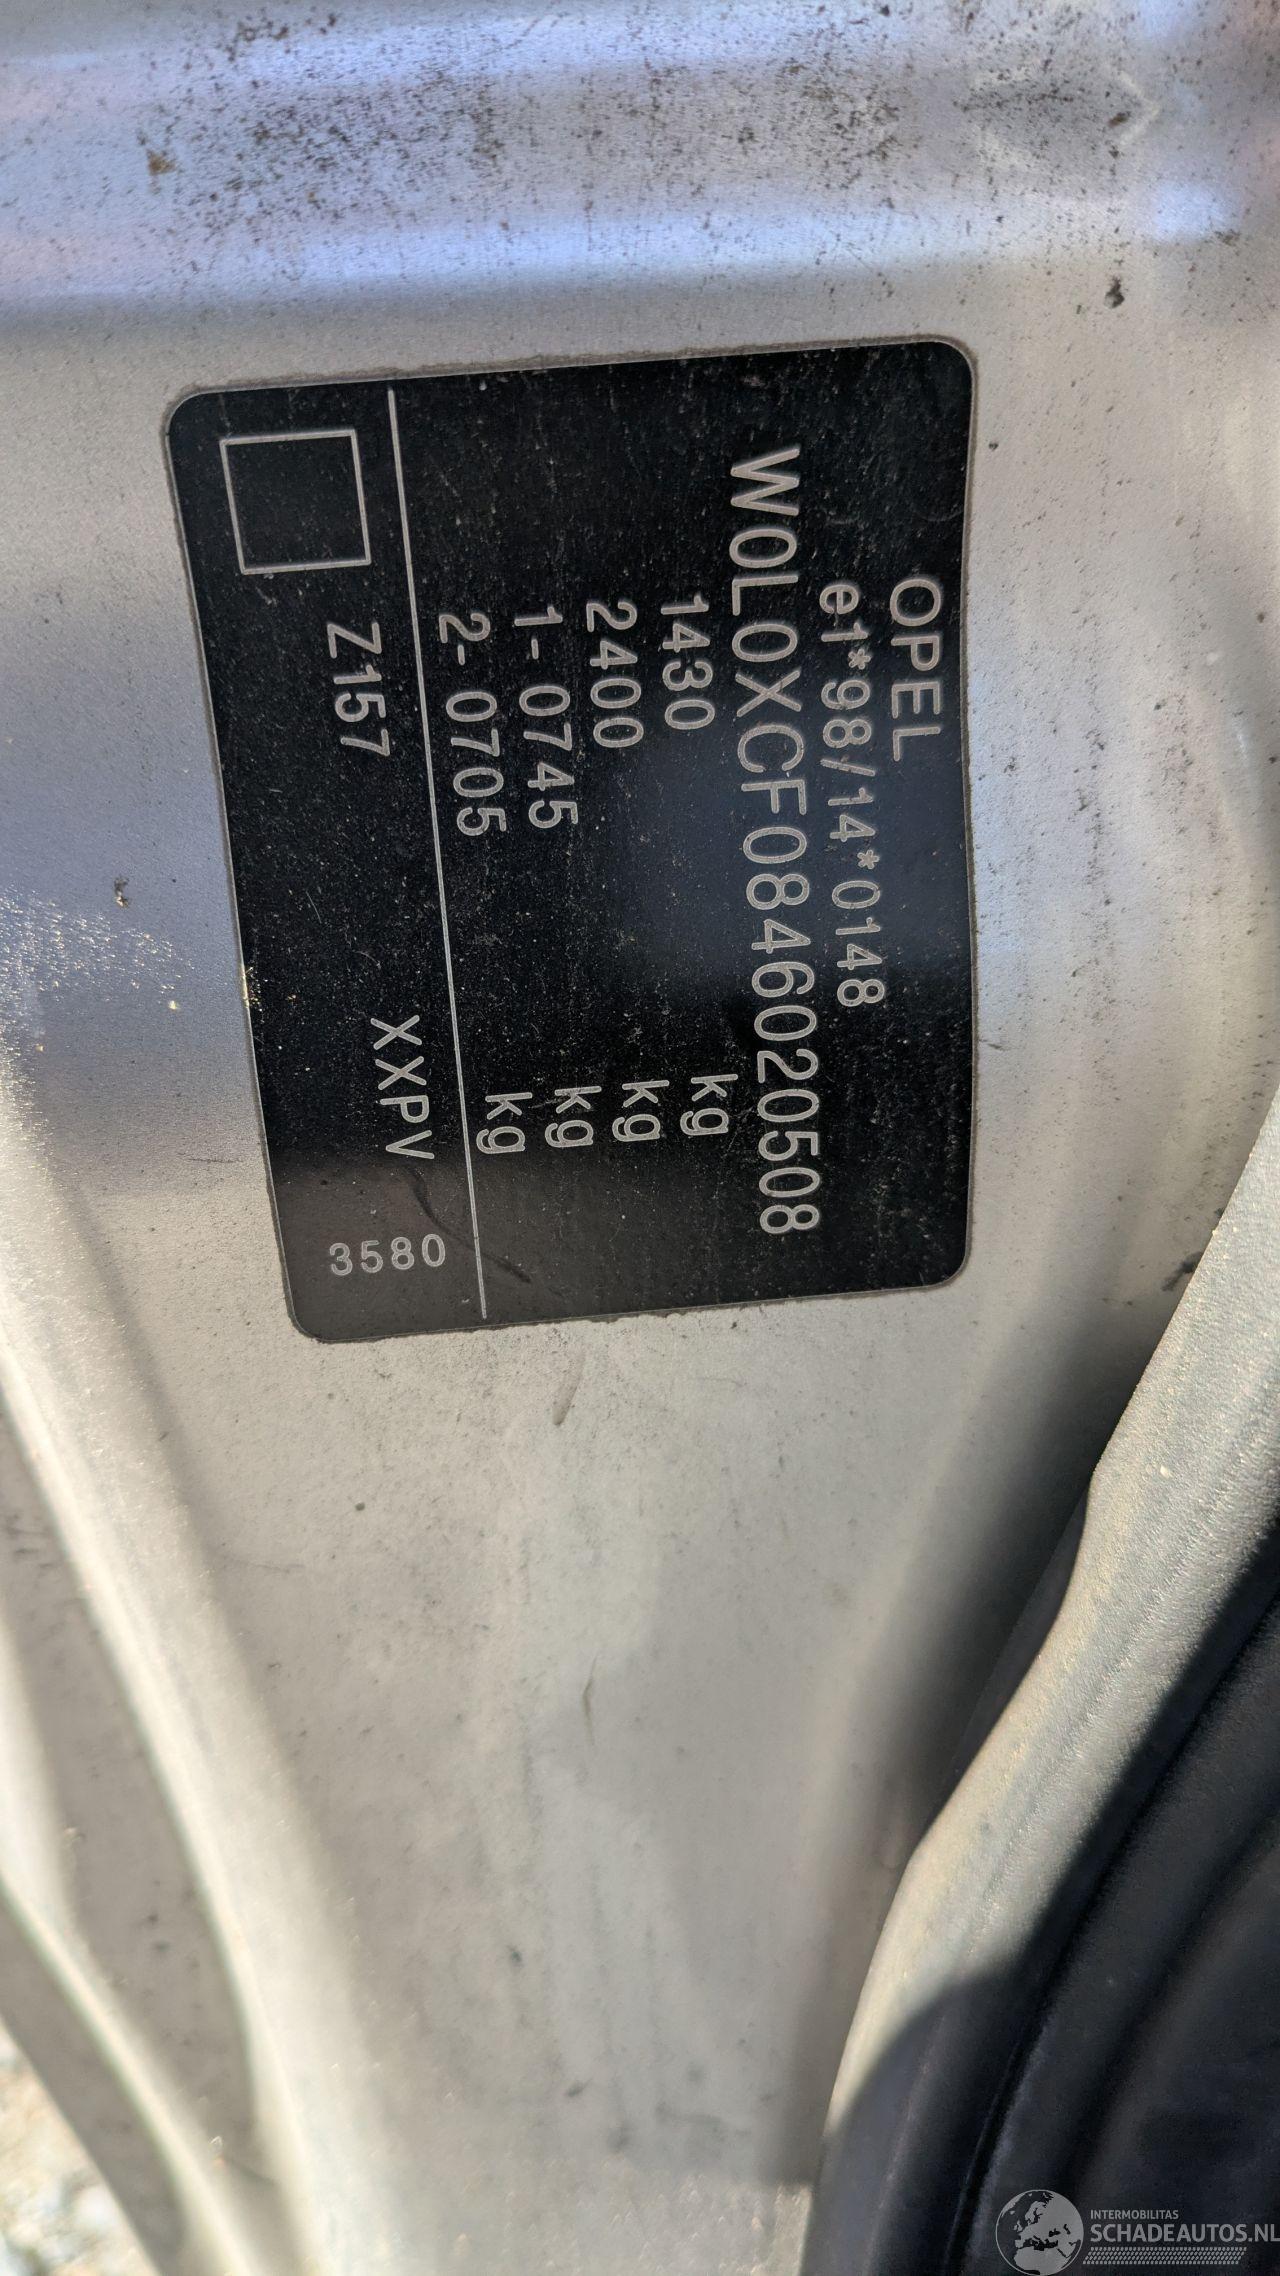 OPEL
e1*98/14*0148
W0L0XCF0846020508
1430 kg
2400 kg
1- 0745 kg
2- 0705 kg
Z157 XXPV 3580
INTERMOBILITAS
SCHADEAUTOS.NL